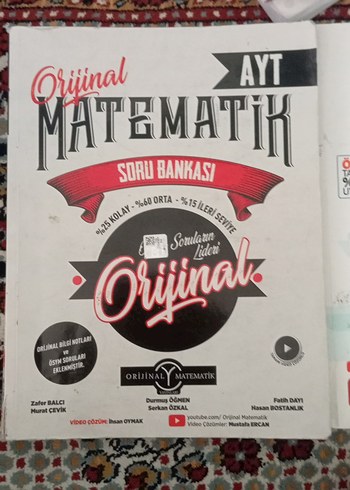 AYT
Orijinal
MATEMATİK
SORU BANKASI
%25 KOLAY - %60 ORTA - %15 İLERİ SEVİYE
Soruların
Lideri
Orijinal
ORİJİNAL BİLGİ NOTLARI
ve
ÖSYM SORULARI
EKLENMİŞTİR.
ORİJİNAL MATEMATİK
Zafer BALCI
Murat ÇEVİK
Durmuş ÖĞMEN
Serkan ÖZKAL
Fatih DAYI
Hasan BOSTANLIK
VİDEO ÇÖZÜM: İhsan OYMAK
youtube.com/ Orijinal Matematik
Video Çözümler: Mustafa ERCAN